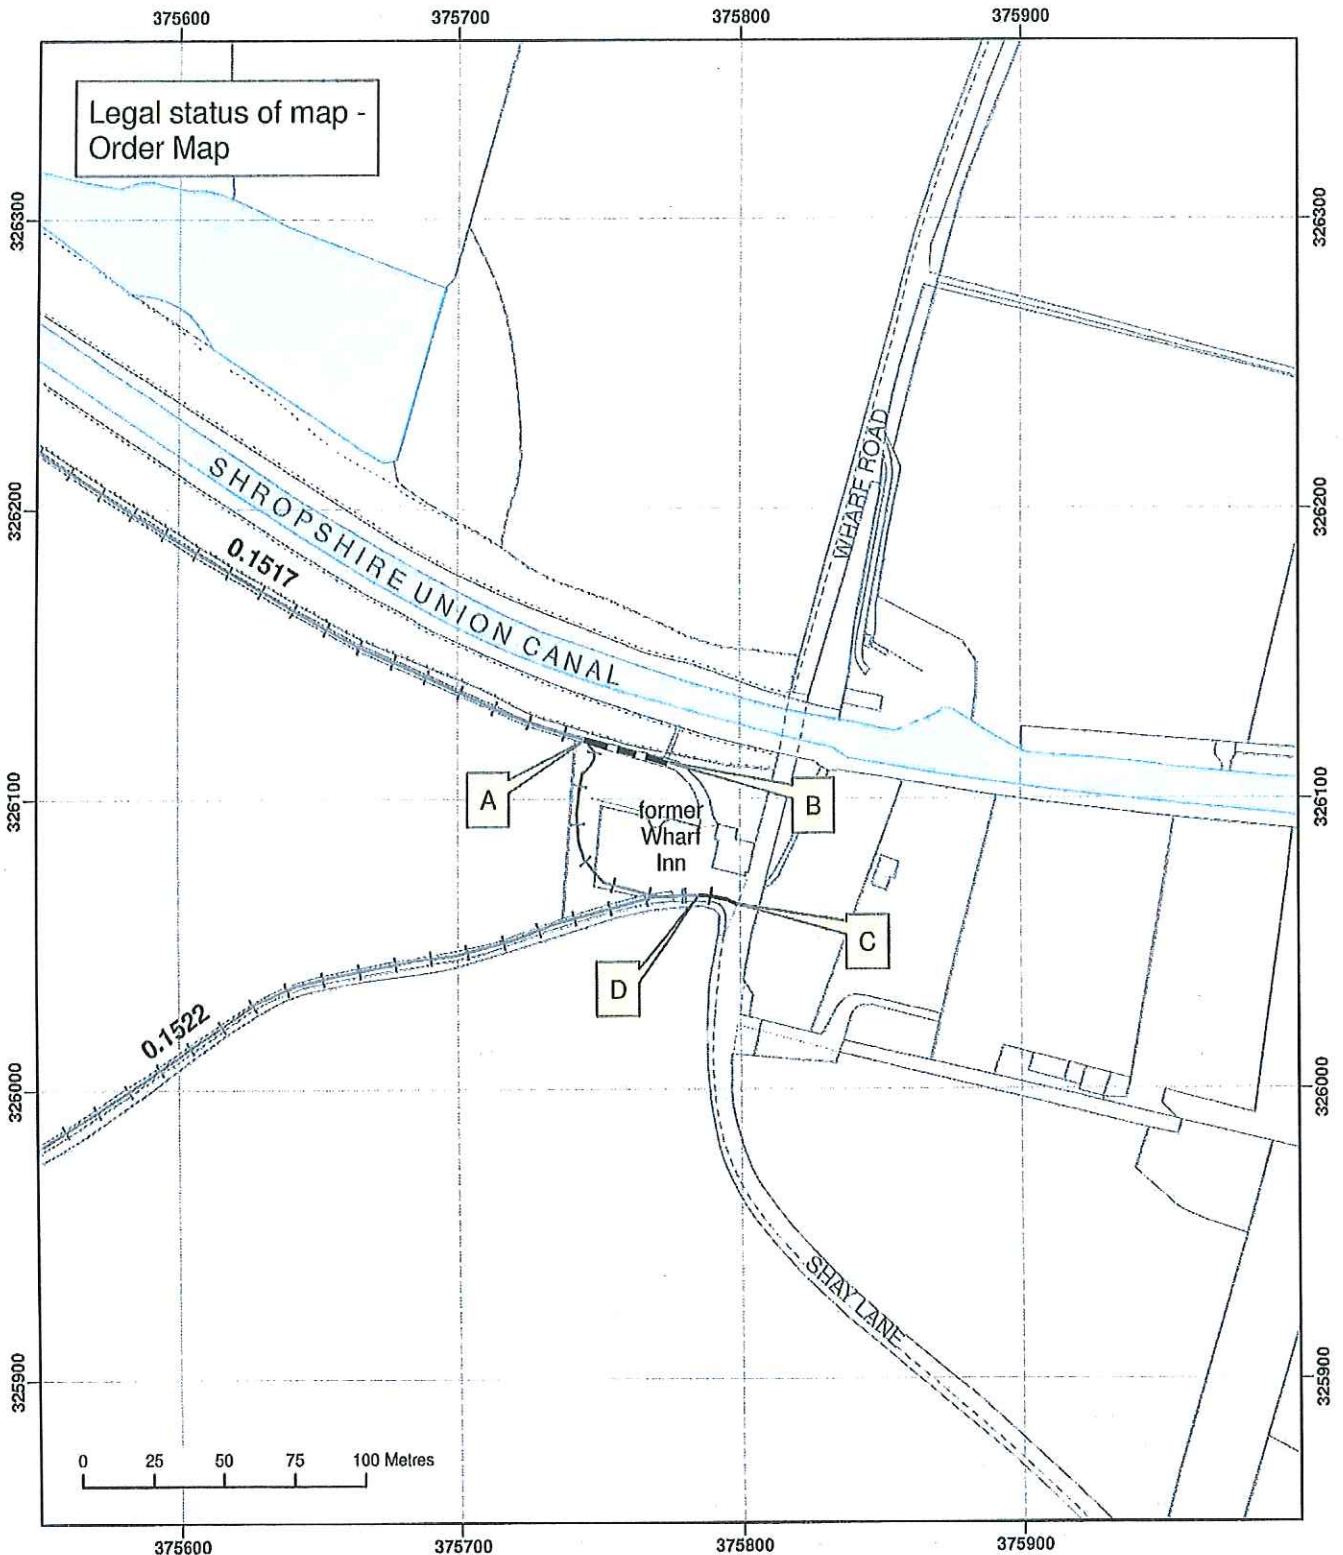 375600
375700
375800
375900
Legal status of map -
Order Map
326300
326300
WHARF ROAD
326200
326200
SHROPSHIRE UNION CANAL
0.1517
A
B
former
Wharf
Inn
326100
326100
C
D
0.1522
326000
326000
SHAY LANE
325900
325900
0 25 50 75 100 Metres
375600
375700
375800
375900